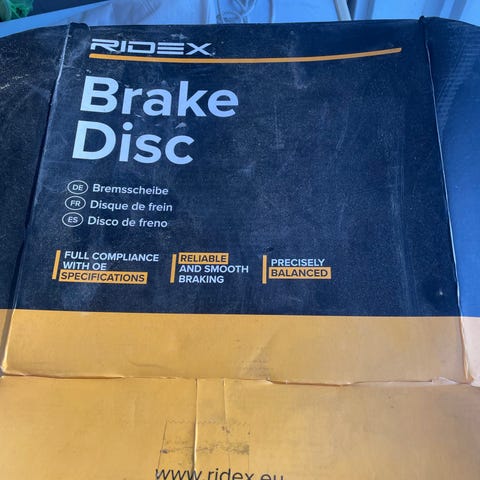 RIDEX
Brake
Disc
DE Bremsscheibe
FR Disque de frein
ES Disco de freno
FULL COMPLIANCE
WITH OE
SPECIFICATIONS
RELIABLE
AND SMOOTH
BRAKING
PRECISELY
BALANCED
www.ridex.eu